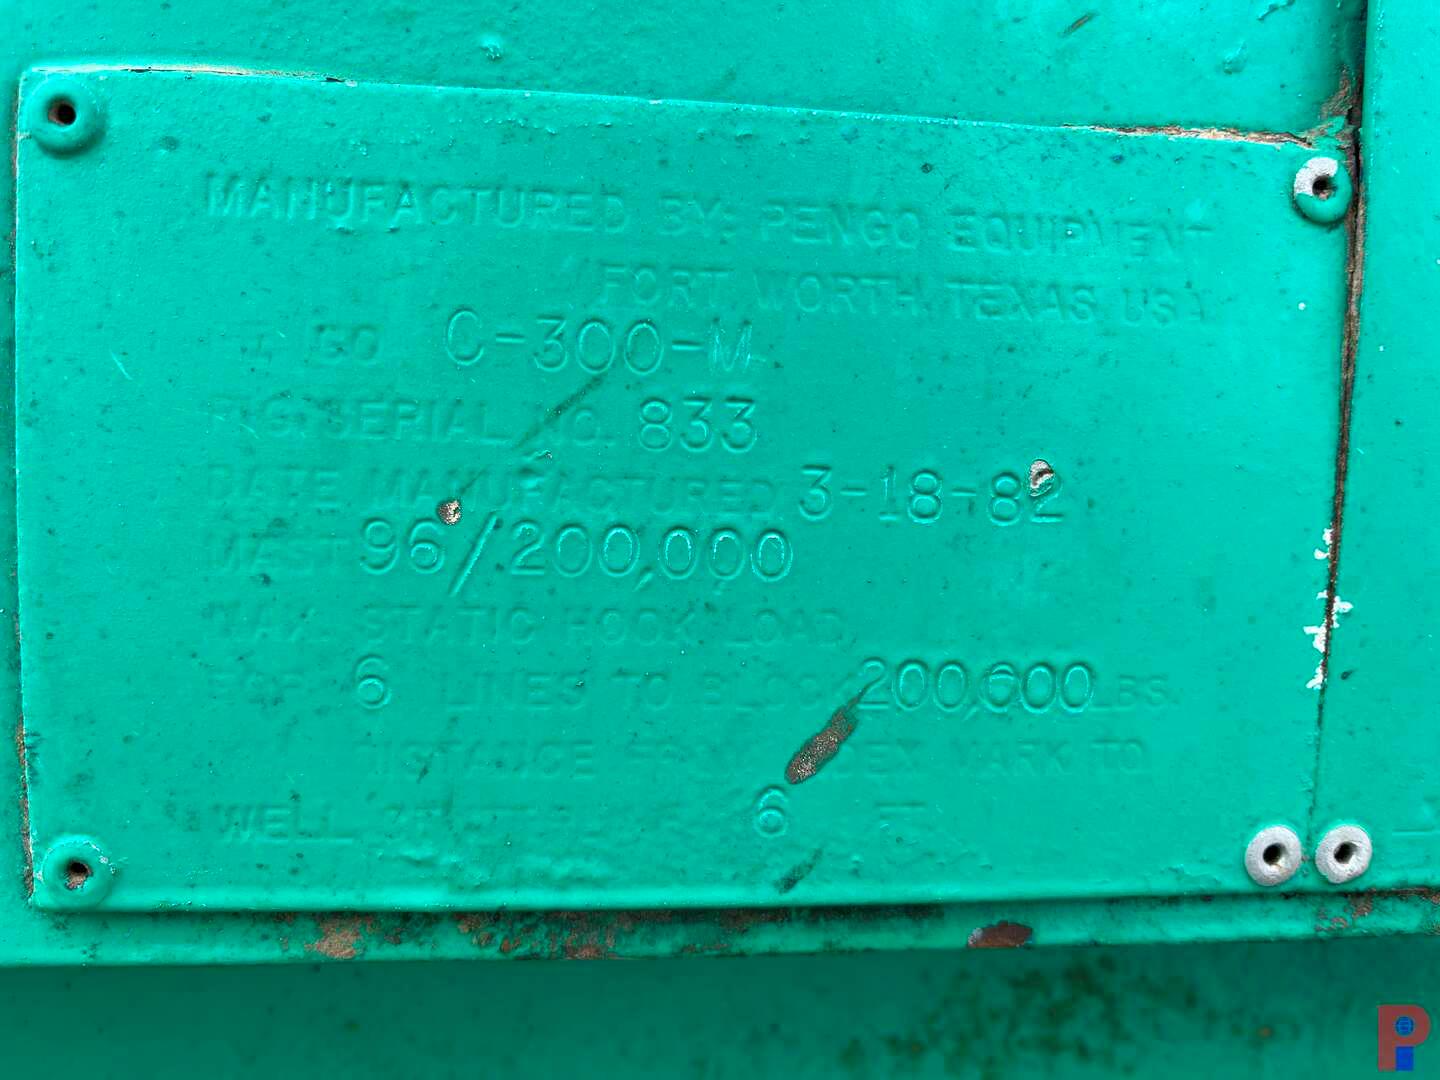 MANUFACTURED BY: PENGO EQUIPMENT
FORT WORTH TEXAS USA
C-300-M
SERIAL NO. 833
DATE MANUFACTURED 3-18-82
MAST 96/200,000
MAX. STATIC HOOK LOAD
FOR 6 LINES TO BLOCK 200,000 LBS.
DISTANCE FROM INDEX MARK TO
WELL 6 FT